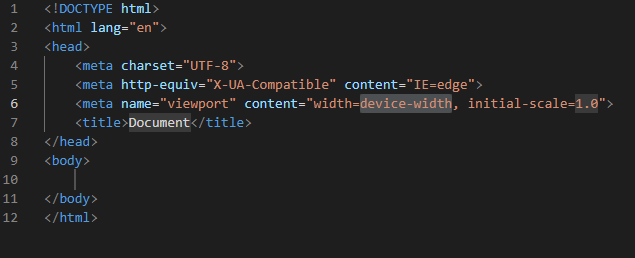 1 <!DOCTYPE html>
2 <html lang="en">
3 <head>
4     <meta charset="UTF-8">
5     <meta http-equiv="X-UA-Compatible" content="IE=edge">
6     <meta name="viewport" content="width=device-width, initial-scale=1.0">
7     <title>Document</title>
8 </head>
9 <body>
10
11 </body>
12 </html>